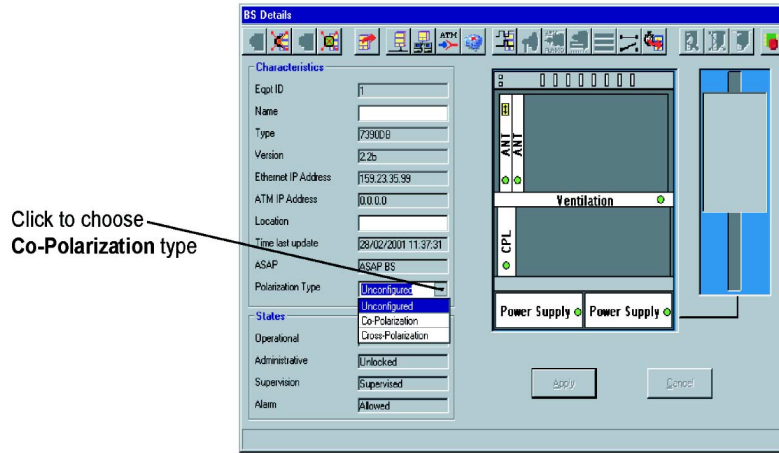 BS Details
ATM
Characteristics
Eqpt ID 1
Name
Type 7390DB
Version 2.2b
Ethernet IP Address 159.23.35.99
ATM IP Address 0.0.0.0
Location
Time last update 28/02/2001 11:37:31
ASAP ASAP BS
Polarization Type Unconfigured
Unconfigured
Co-Polarization
Cross-Polarization
Click to choose
Co-Polarization type
States
Operational
Administrative Unlocked
Supervision Supervised
Alarm Allowed
ANT
ANT
Ventilation
CPL
Power Supply
Power Supply
Apply
Cancel